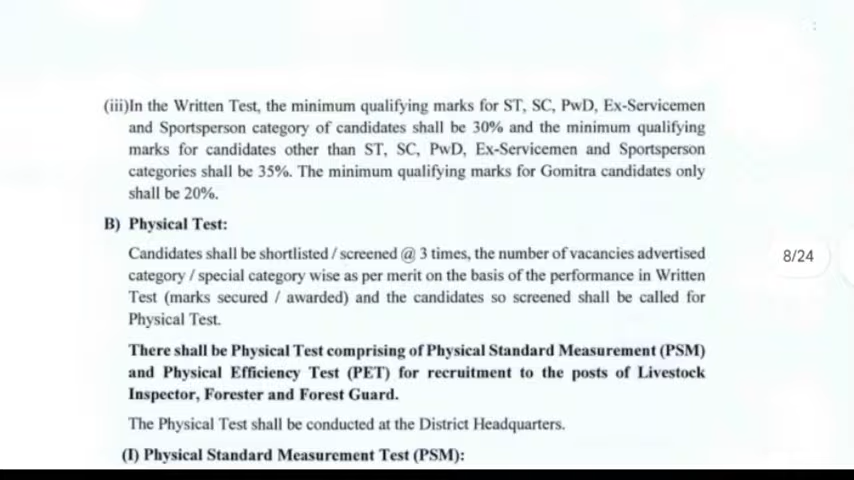 (iii)In the Written Test, the minimum qualifying marks for ST, SC, PwD, Ex-Servicemen
and Sportsperson category of candidates shall be 30% and the minimum qualifying
marks for candidates other than ST, SC, PwD, Ex-Servicemen and Sportsperson
categories shall be 35%. The minimum qualifying marks for Gomitra candidates only
shall be 20%.
B) Physical Test:
Candidates shall be shortlisted / screened @ 3 times, the number of vacancies advertised
category / special category wise as per merit on the basis of the performance in Written
Test (marks secured / awarded) and the candidates so screened shall be called for
Physical Test.
8/24
There shall be Physical Test comprising of Physical Standard Measurement (PSM)
and Physical Efficiency Test (PET) for recruitment to the posts of Livestock
Inspector, Forester and Forest Guard.
The Physical Test shall be conducted at the District Headquarters.
(I) Physical Standard Measurement Test (PSM):